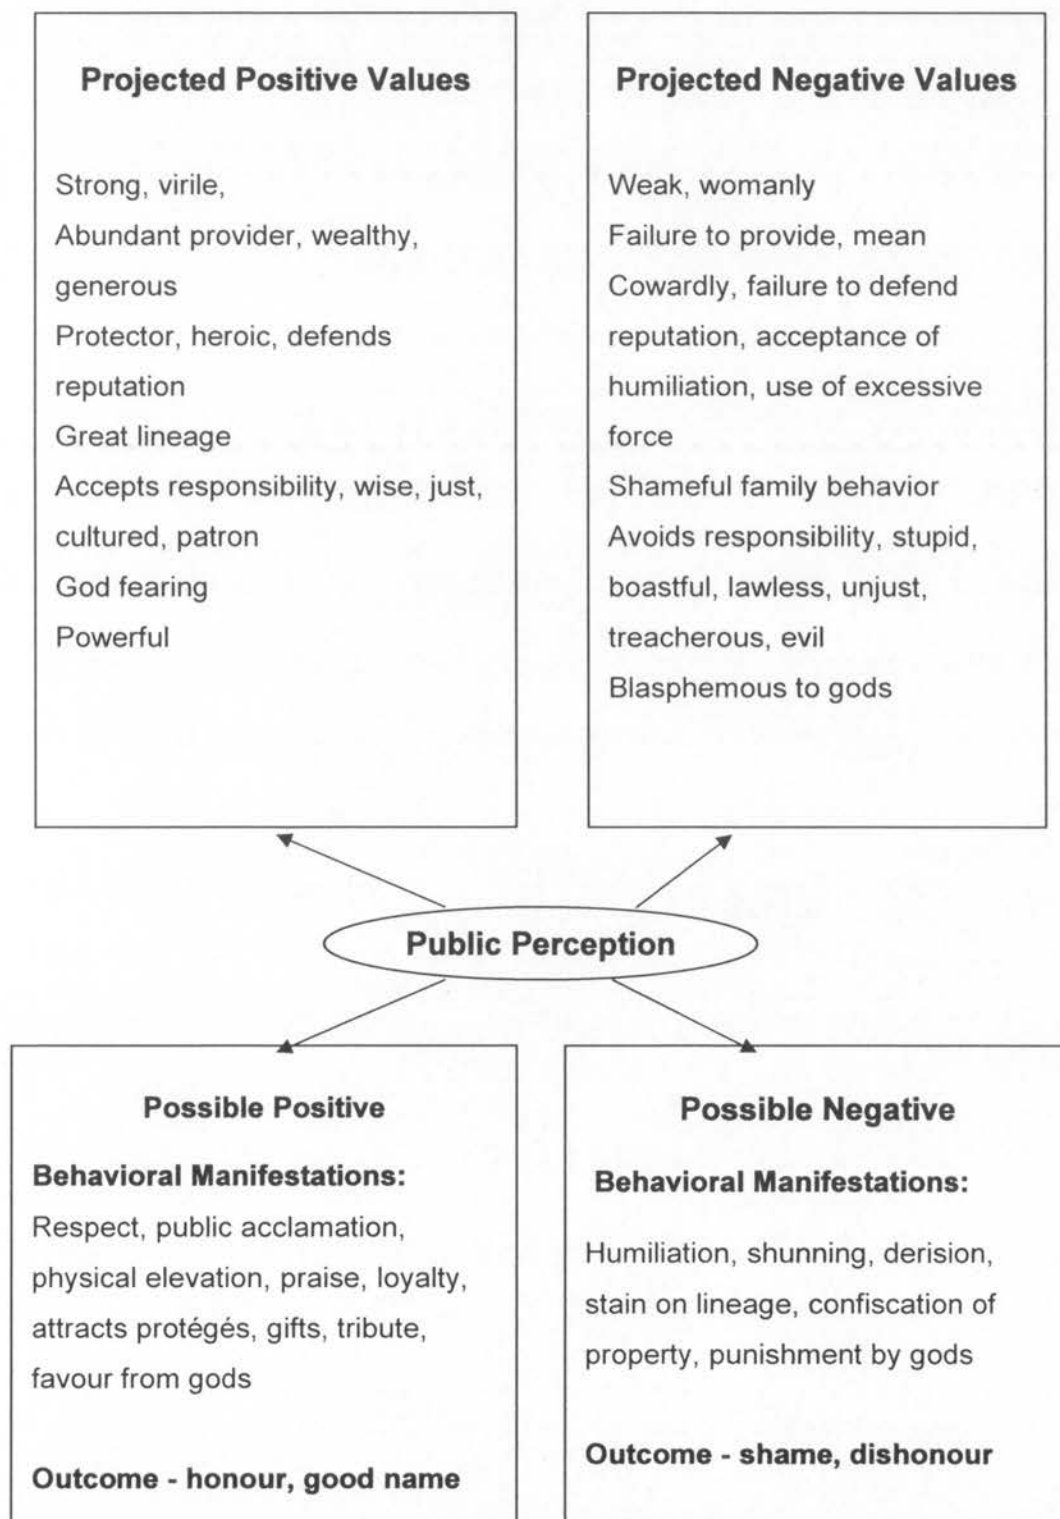 Projected Positive Values
Strong, virile,
Abundant provider, wealthy,
generous
Protector, heroic, defends
reputation
Great lineage
Accepts responsibility, wise, just,
cultured, patron
God fearing
Powerful
Projected Negative Values
Weak, womanly
Failure to provide, mean
Cowardly, failure to defend
reputation, acceptance of
humiliation, use of excessive
force
Shameful family behavior
Avoids responsibility, stupid,
boastful, lawless, unjust,
treacherous, evil
Blasphemous to gods
Public Perception
Possible Positive
Behavioral Manifestations:
Respect, public acclamation,
physical elevation, praise, loyalty,
attracts protégés, gifts, tribute,
favour from gods
Outcome - honour, good name
Possible Negative
Behavioral Manifestations:
Humiliation, shunning, derision,
stain on lineage, confiscation of
property, punishment by gods
Outcome - shame, dishonour